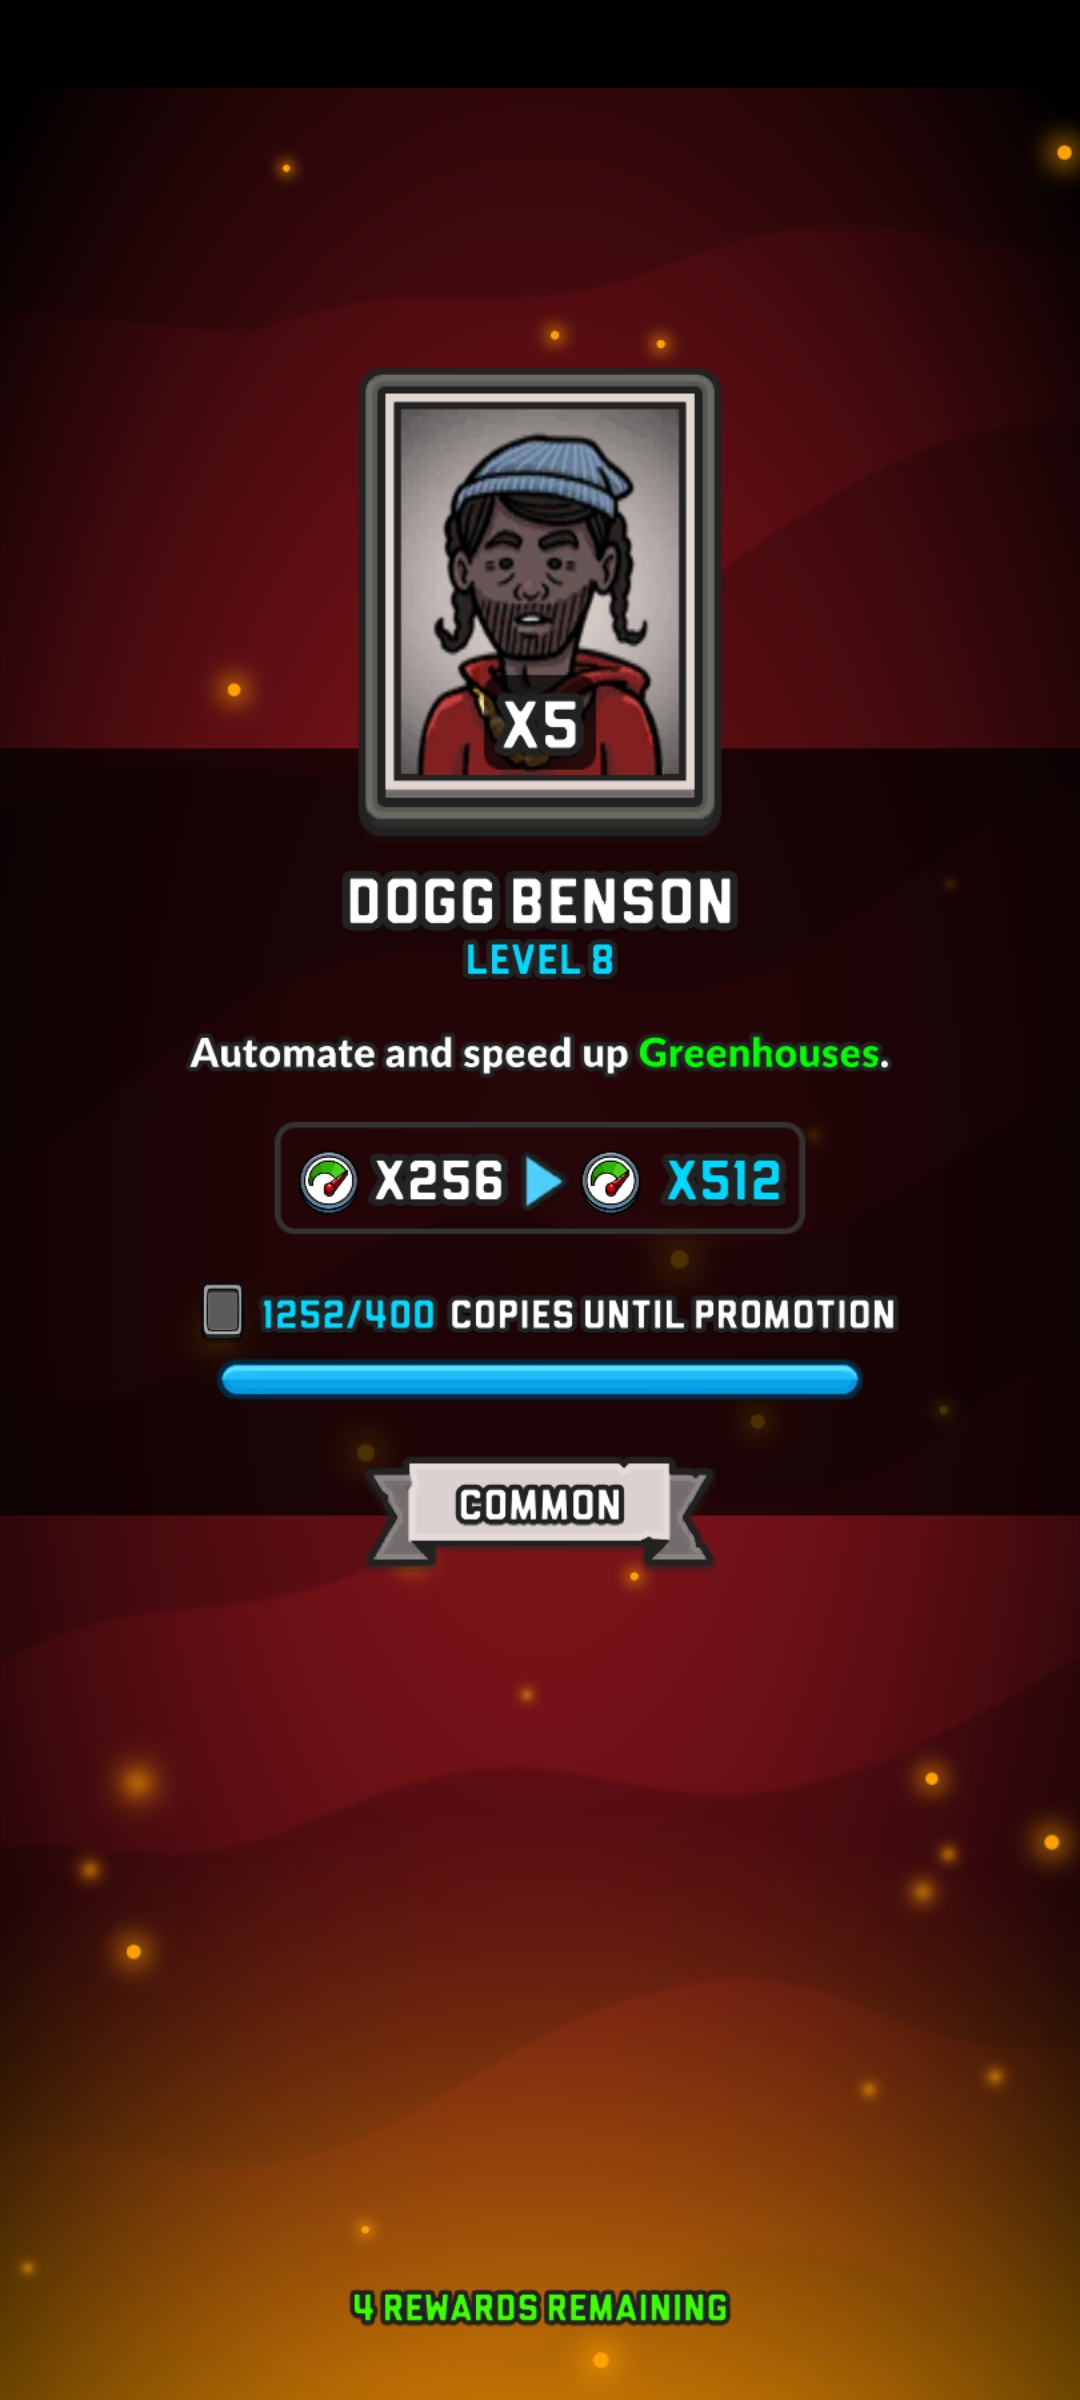 X5
DOGG BENSON
LEVEL 8
Automate and speed up Greenhouses.
X256 X512
1252/400 COPIES UNTIL PROMOTION
COMMON
4 REWARDS REMAINING